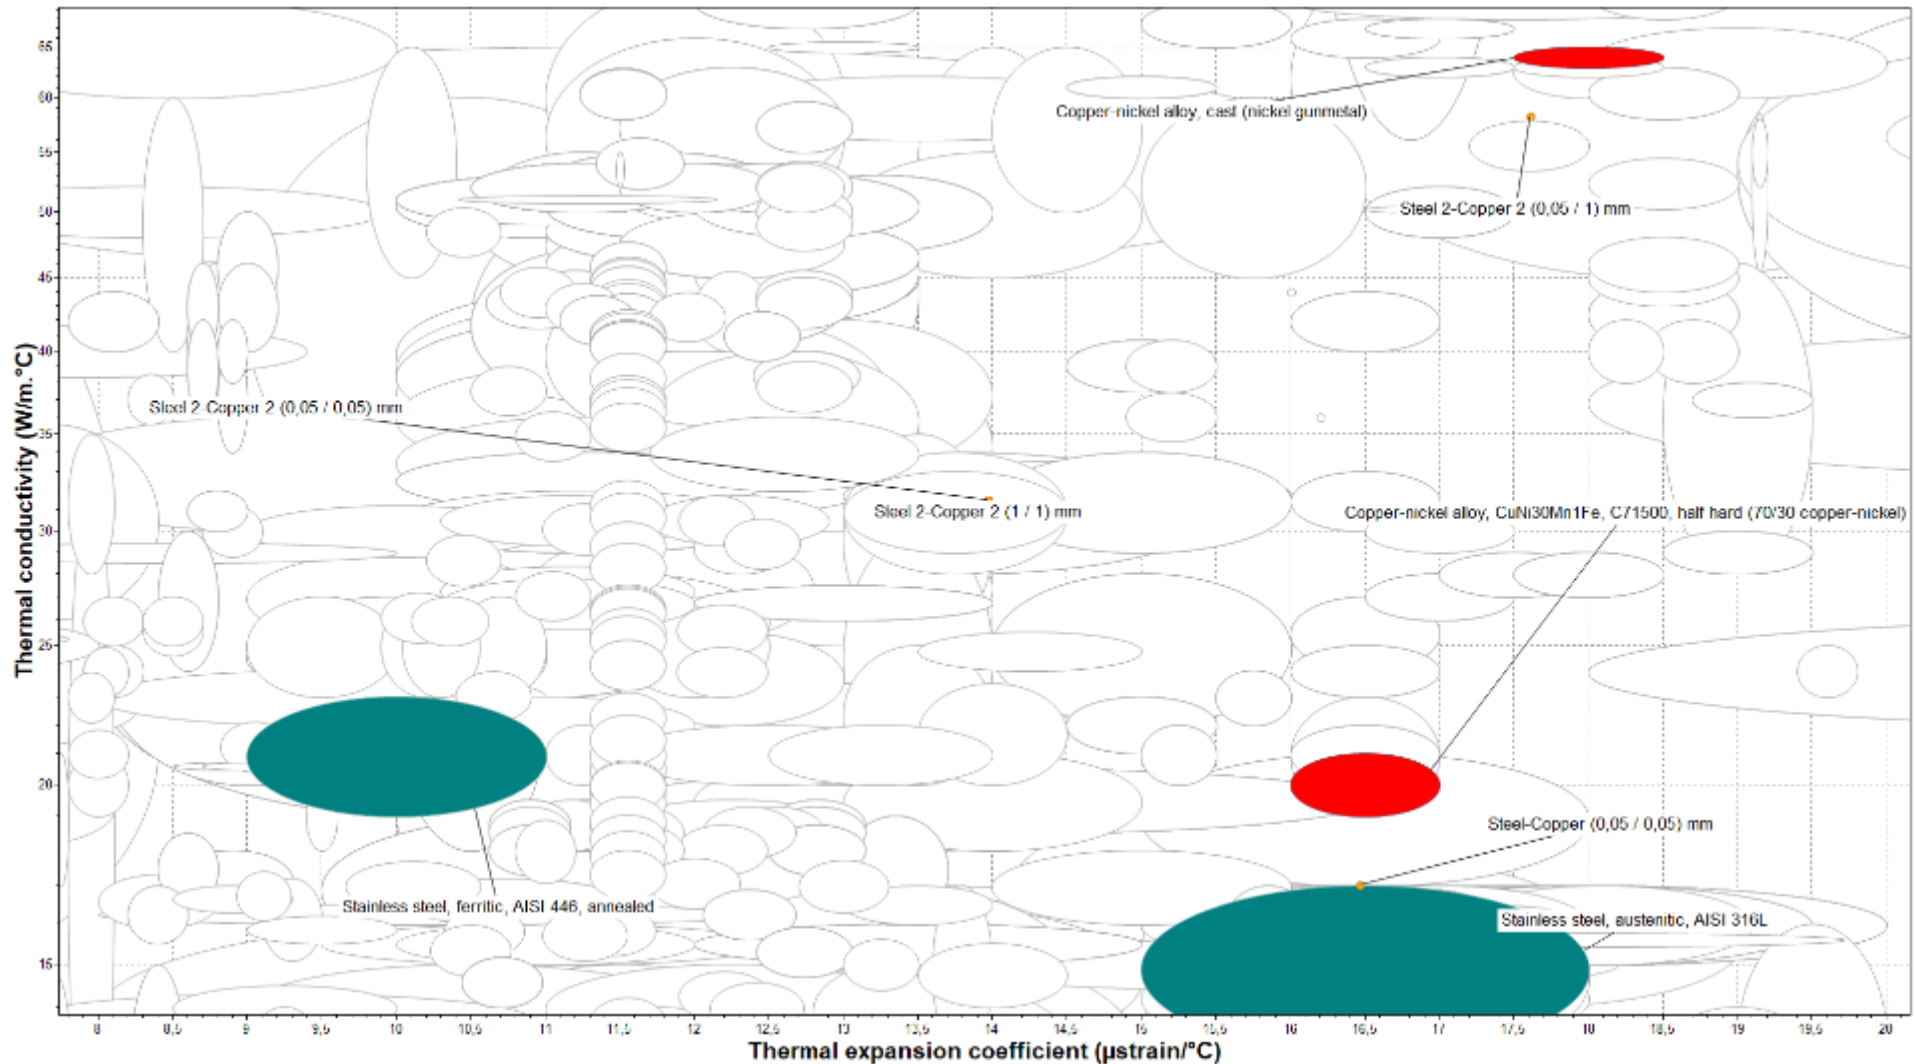 65
60
55
50
45
40
35
30
25
20
15
Thermal conductivity (W/m.°C)
Copper-nickel alloy, cast (nickel gunmetal)
Steel 2-Copper 2 (0,05 / 1) mm
Steel 2-Copper 2 (0,05 / 0,05) mm
Steel 2-Copper 2 (1 / 1) mm
Copper-nickel alloy, CuNi30Mn1Fe, C71500, half hard (70/30 copper-nickel)
Steel-Copper (0,05 / 0,05) mm
Stainless steel, ferritic, AISI 446, annealed
Stainless steel, austenitic, AISI 316L
8 8,5 9 9,5 10 10,5 11 11,5 12 12,5 13 13,5 14 14,5 15 15,5 16 16,5 17 17,5 18 18,5 19 19,5 20
Thermal expansion coefficient (µstrain/°C)